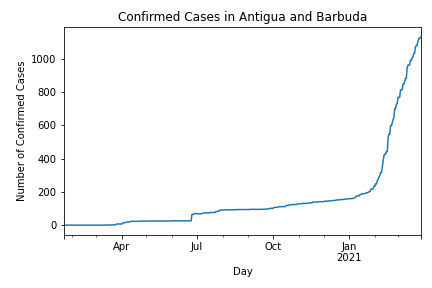 Confirmed Cases in Antigua and Barbuda
Number of Confirmed Cases
1000
800
600
400
200
0
Apr
Jul
Oct
Jan
2021
Day